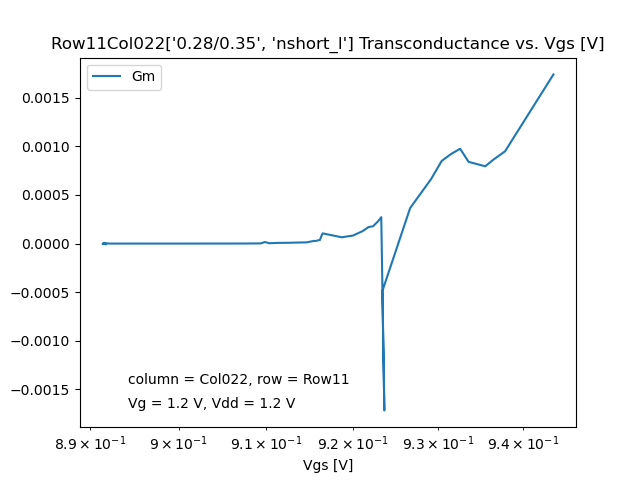 Row11Col022['0.28/0.35', 'nshort_l'] Transconductance vs. Vgs [V]
Gm
0.0015
0.0010
0.0005
0.0000
−0.0005
−0.0010
−0.0015
column = Col022, row = Row11
Vg = 1.2 V, Vdd = 1.2 V
8.9 × 10⁻¹ 9 × 10⁻¹ 9.1 × 10⁻¹ 9.2 × 10⁻¹ 9.3 × 10⁻¹ 9.4 × 10⁻¹
Vgs [V]